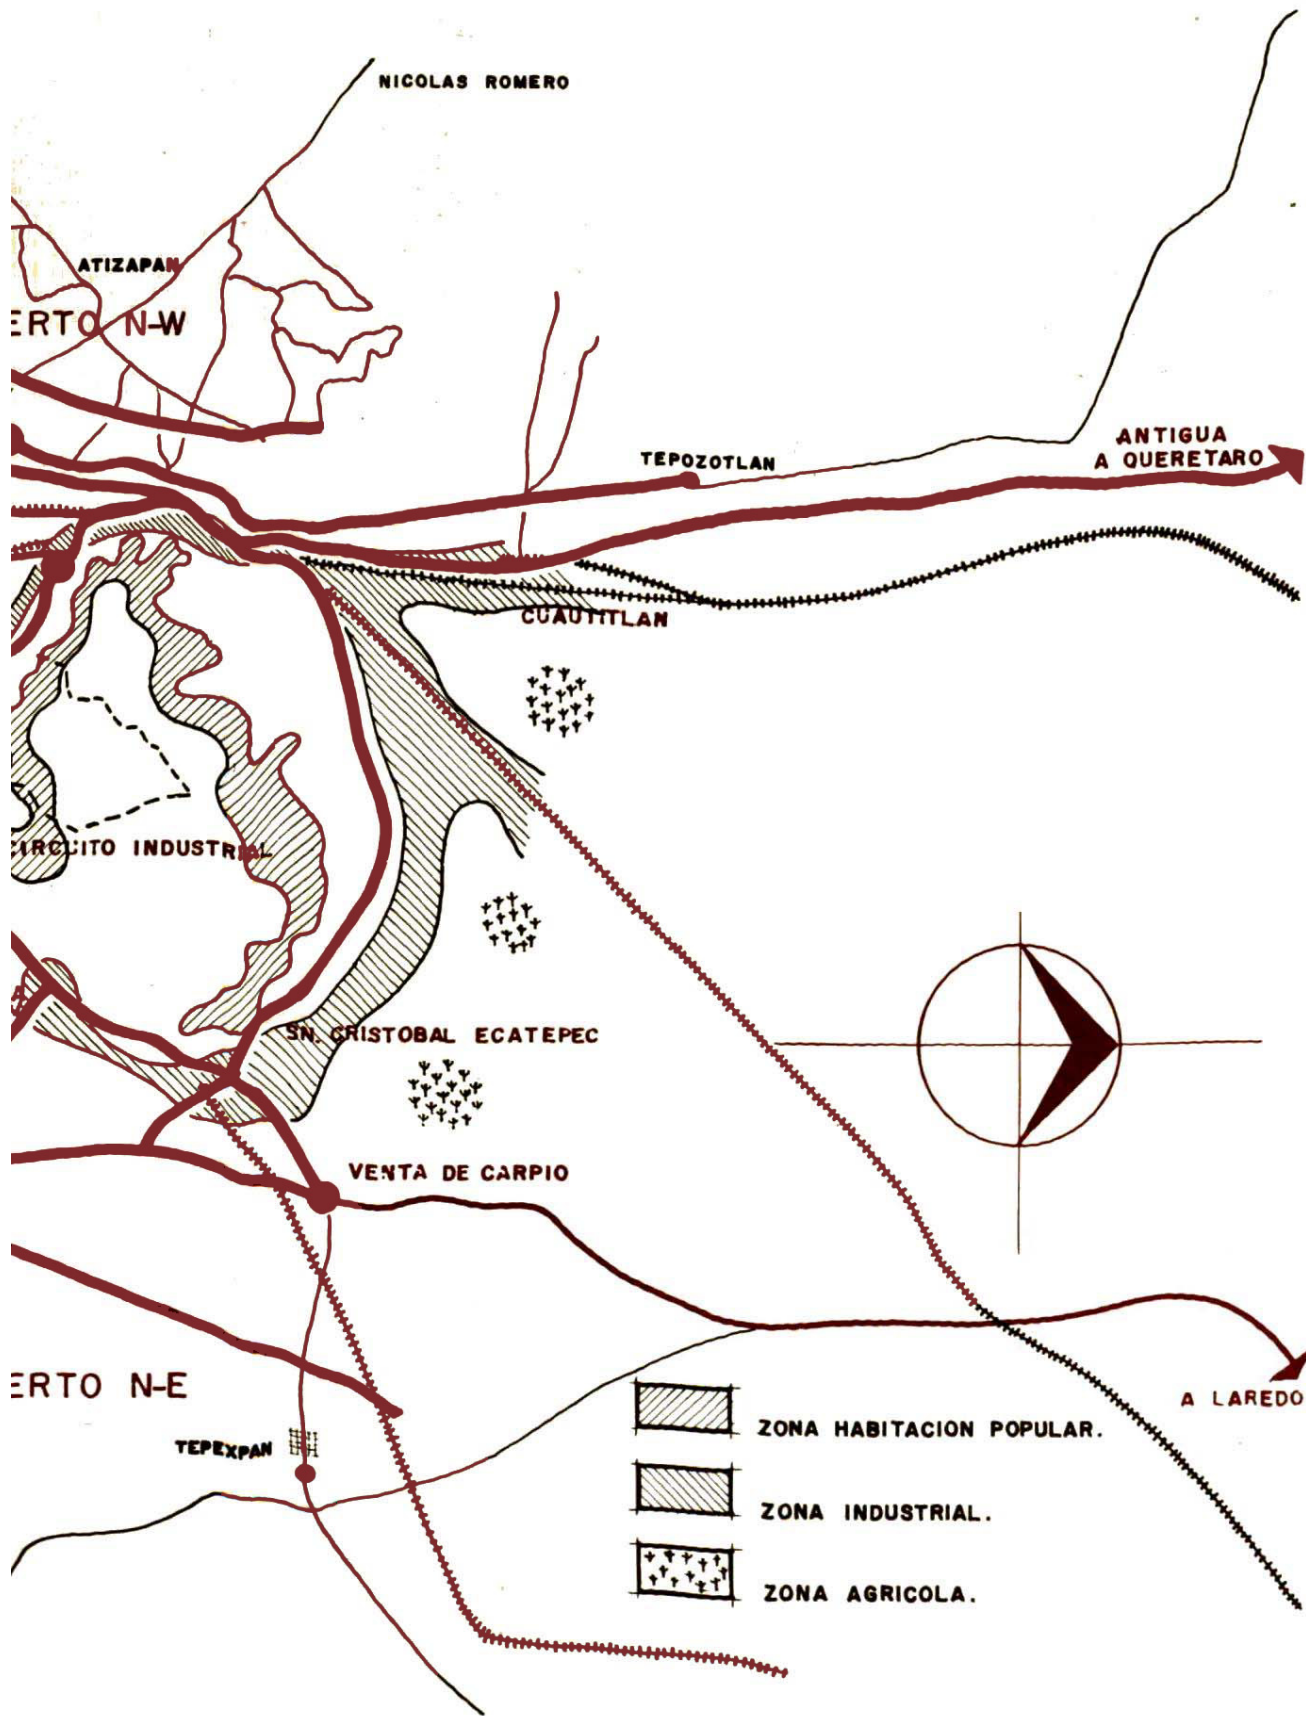 NICOLAS ROMERO
ATIZAPAN
ERTO N-W
ANTIGUA
A QUERETARO
TEPOZOTLAN
CUAUTITLAN
CIRCUITO INDUSTRIAL
SN. CRISTOBAL ECATEPEC
VENTA DE CARPIO
ERTO N-E
A LAREDO
TEPEXPAN
ZONA HABITACION POPULAR.
ZONA INDUSTRIAL.
ZONA AGRICOLA.